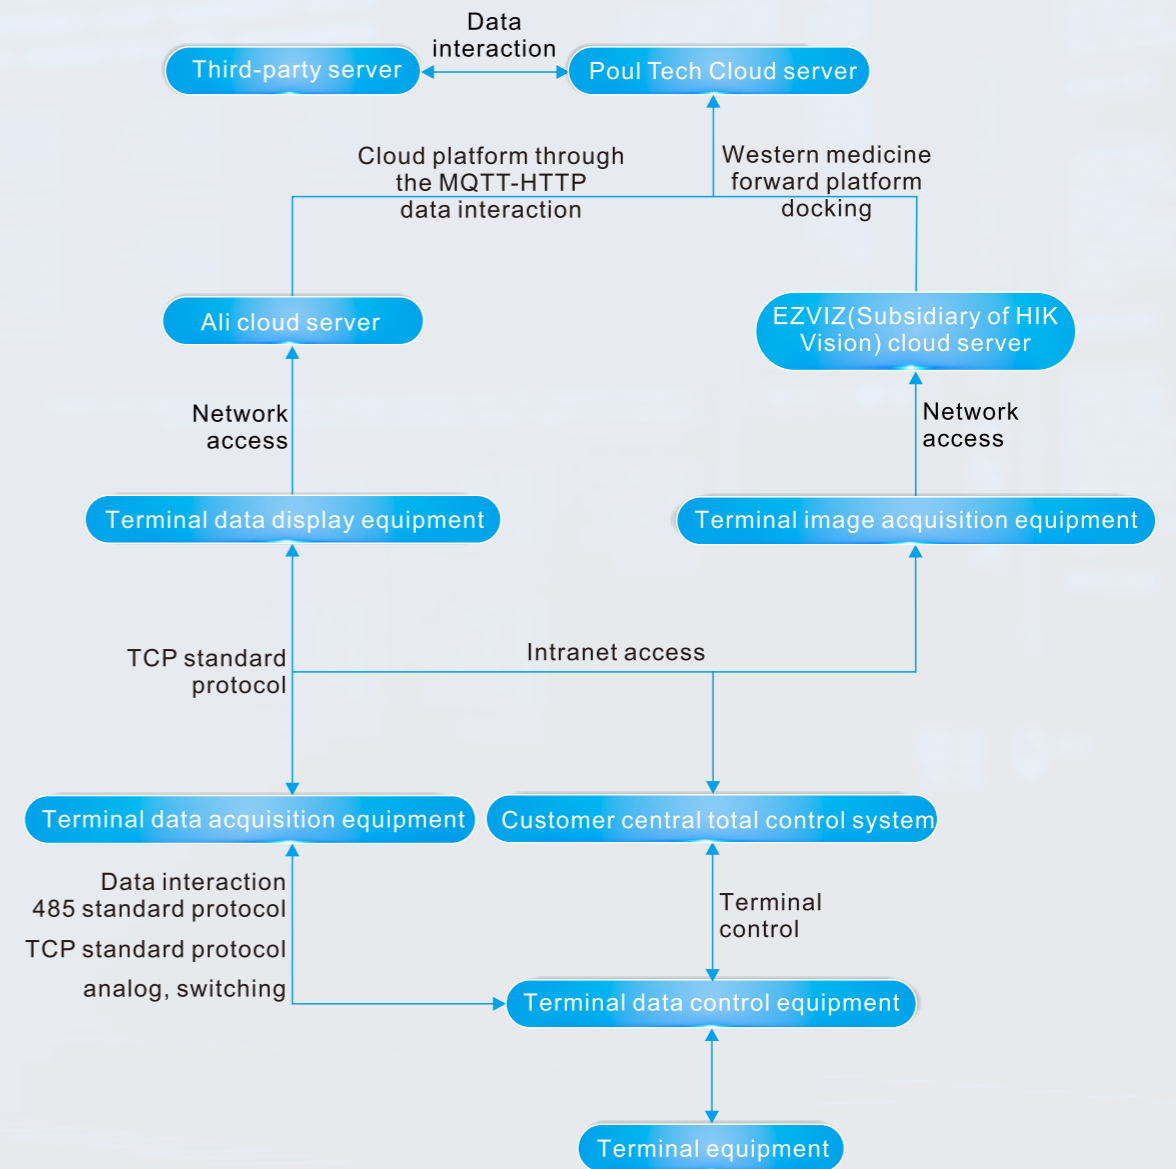 Data
interaction
Third-party server
Poul Tech Cloud server
Cloud platform through
the MQTT-HTTP
data interaction
Western medicine
forward platform
docking
Ali cloud server
EZVIZ(Subsidiary of HIK
Vision) cloud server
Network
access
Network
access
Terminal data display equipment
Terminal image acquisition equipment
TCP standard
protocol
Intranet access
Terminal data acquisition equipment
Customer central total control system
Data interaction
485 standard protocol
TCP standard protocol
analog, switching
Terminal
control
Terminal data control equipment
Terminal equipment